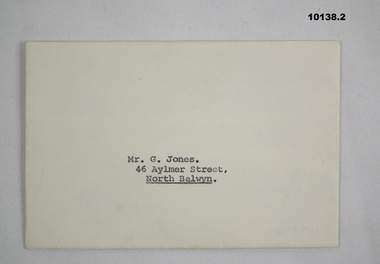 10138.2
Mr. G. Jones.
46 Aylmer Street,
North Balwyn.